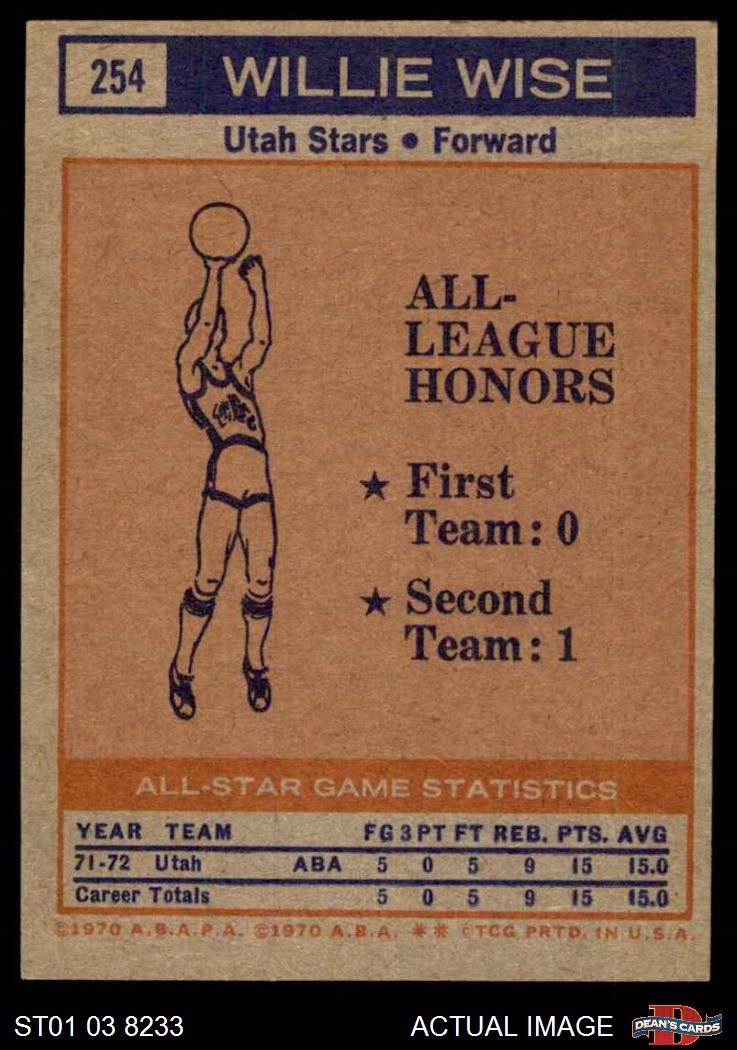 254 WILLIE WISE
Utah Stars • Forward
ALL-
LEAGUE
HONORS
★ First
Team: 0
★ Second
Team: 1
ALL-STAR GAME STATISTICS
YEAR TEAM FG 3PT FT REB. PTS. AVG
71-72 Utah ABA 5 0 5 9 15 15.0
Career Totals 5 0 5 9 15 15.0
©1970 A.B.A.P.A. ©1970 A.B.A. ** ©TCG PRTD. IN U.S.A.
ST01 03 8233 ACTUAL IMAGE
D
DEAN'S CARDS